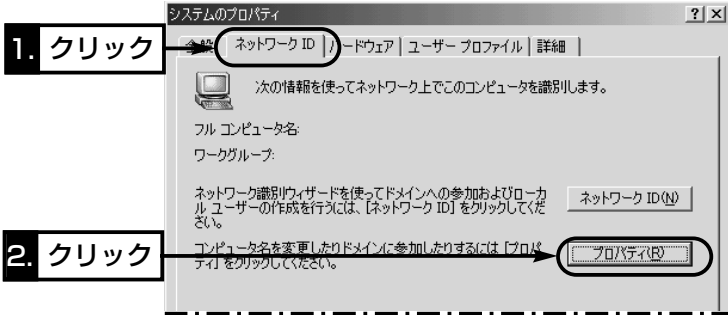 システムのプロパティ
1. クリック
ネットワーク ID
ユーザー プロファイル
詳細
次の情報を使ってネットワーク上でこのコンピュータを識別します。
フル コンピュータ名:
ワークグループ:
ネットワーク識別ウィザードを使ってドメインへの参加およびローカ
ル ユーザーの作成を行うには、[ネットワーク ID] をクリックしてくだ
さい。
ネットワーク ID(N)
2. クリック
コンピュータ名を変更したりドメインに参加したりするには [プロパ
ティ] をクリックしてください。
プロパティ(R)